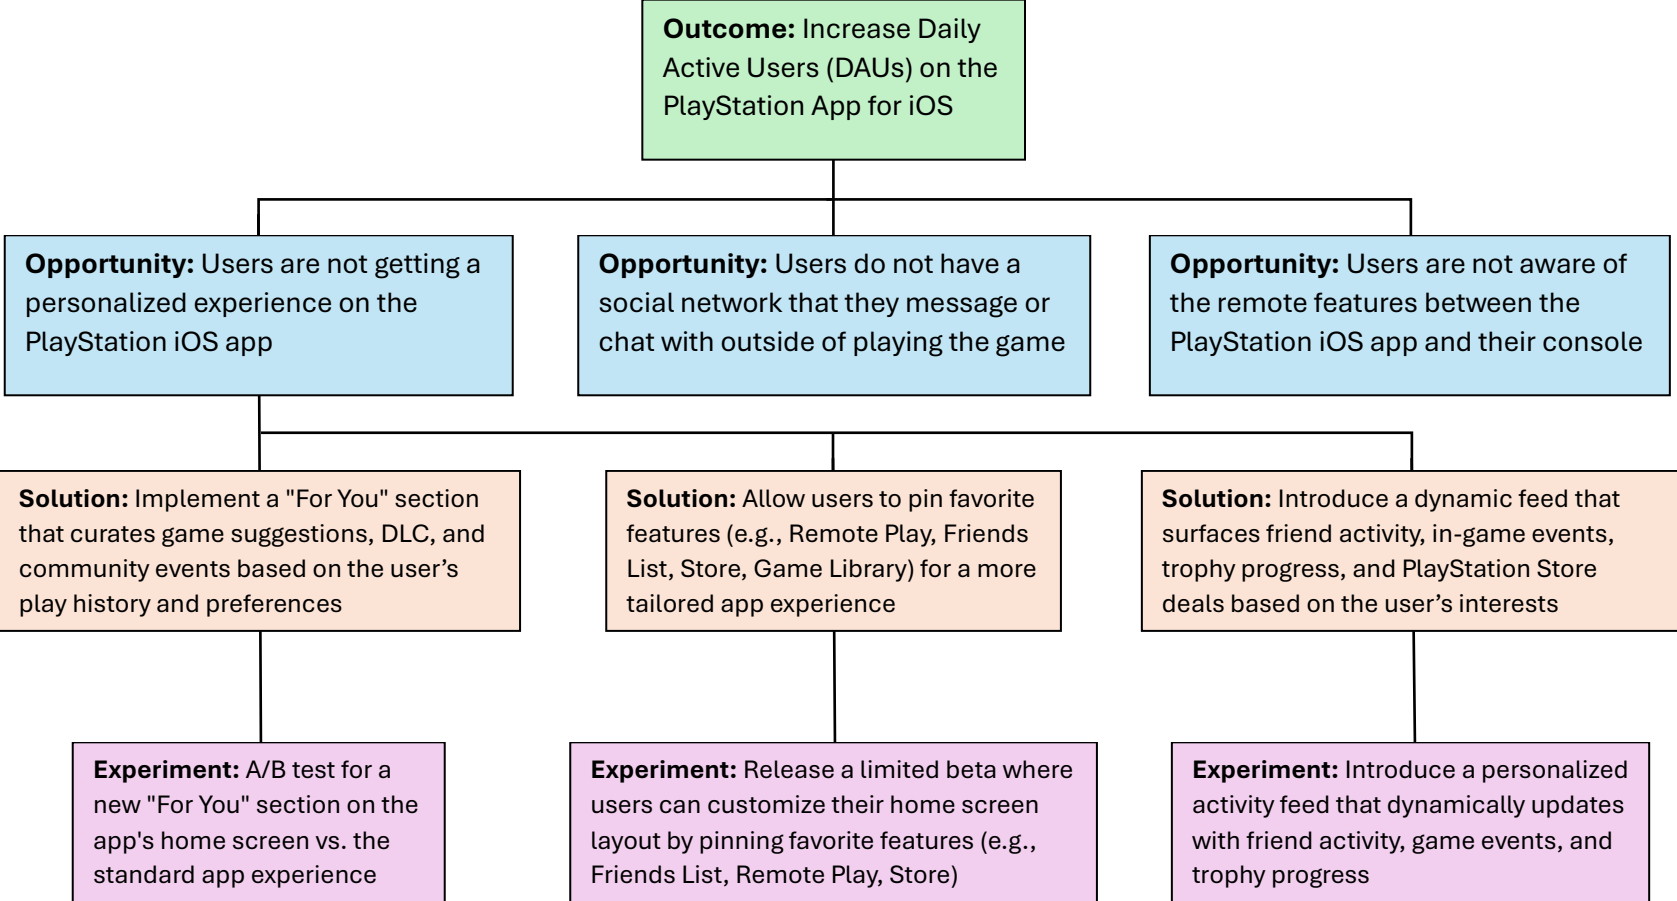 Outcome: Increase Daily
Active Users (DAUs) on the
PlayStation App for iOS
Opportunity: Users are not getting a
personalized experience on the
PlayStation iOS app
Opportunity: Users do not have a
social network that they message or
chat with outside of playing the game
Opportunity: Users are not aware of
the remote features between the
PlayStation iOS app and their console
Solution: Implement a "For You" section
that curates game suggestions, DLC, and
community events based on the user’s
play history and preferences
Solution: Allow users to pin favorite
features (e.g., Remote Play, Friends
List, Store, Game Library) for a more
tailored app experience
Solution: Introduce a dynamic feed that
surfaces friend activity, in-game events,
trophy progress, and PlayStation Store
deals based on the user’s interests
Experiment: A/B test for a
new "For You" section on the
app's home screen vs. the
standard app experience
Experiment: Release a limited beta where
users can customize their home screen
layout by pinning favorite features (e.g.,
Friends List, Remote Play, Store)
Experiment: Introduce a personalized
activity feed that dynamically updates
with friend activity, game events, and
trophy progress